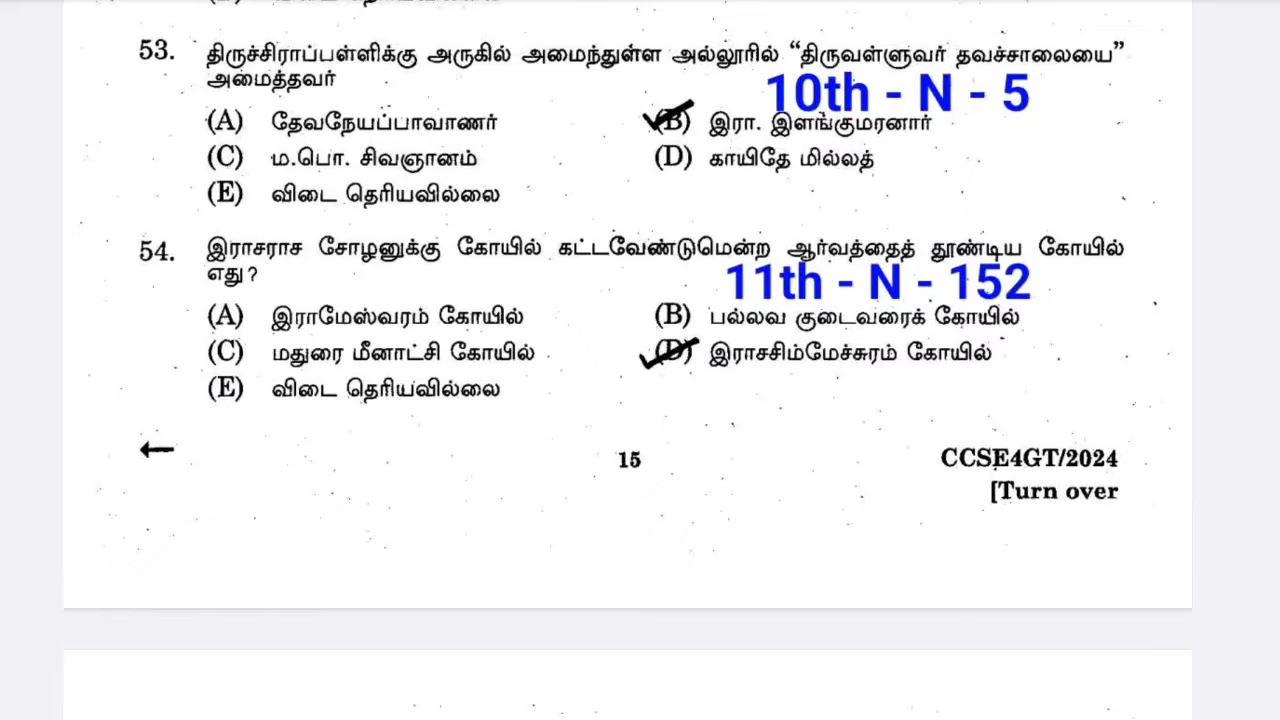 53. திருச்சிராப்பள்ளிக்கு அருகில் அமைந்துள்ள அல்லூரில் “திருவள்ளுவர் தவச்சாலையை”
அமைத்தவர்
10th - N - 5
(A) தேவநேயப்பாவாணர் (B) இரா. இளங்குமரனார்
(C) ம.பொ. சிவஞானம் (D) காயிதே மில்லத்
(E) விடை தெரியவில்லை
54. இராசராச சோழனுக்கு கோயில் கட்டவேண்டுமென்ற ஆர்வத்தைத் தூண்டிய கோயில்
எது?
11th - N - 152
(A) இராமேஸ்வரம் கோயில் (B) பல்லவ குடைவரைக் கோயில்
(C) மதுரை மீனாட்சி கோயில் (D) இராசசிம்மேச்சுரம் கோயில்
(E) விடை தெரியவில்லை
15 CCSE4GT/2024
[Turn over